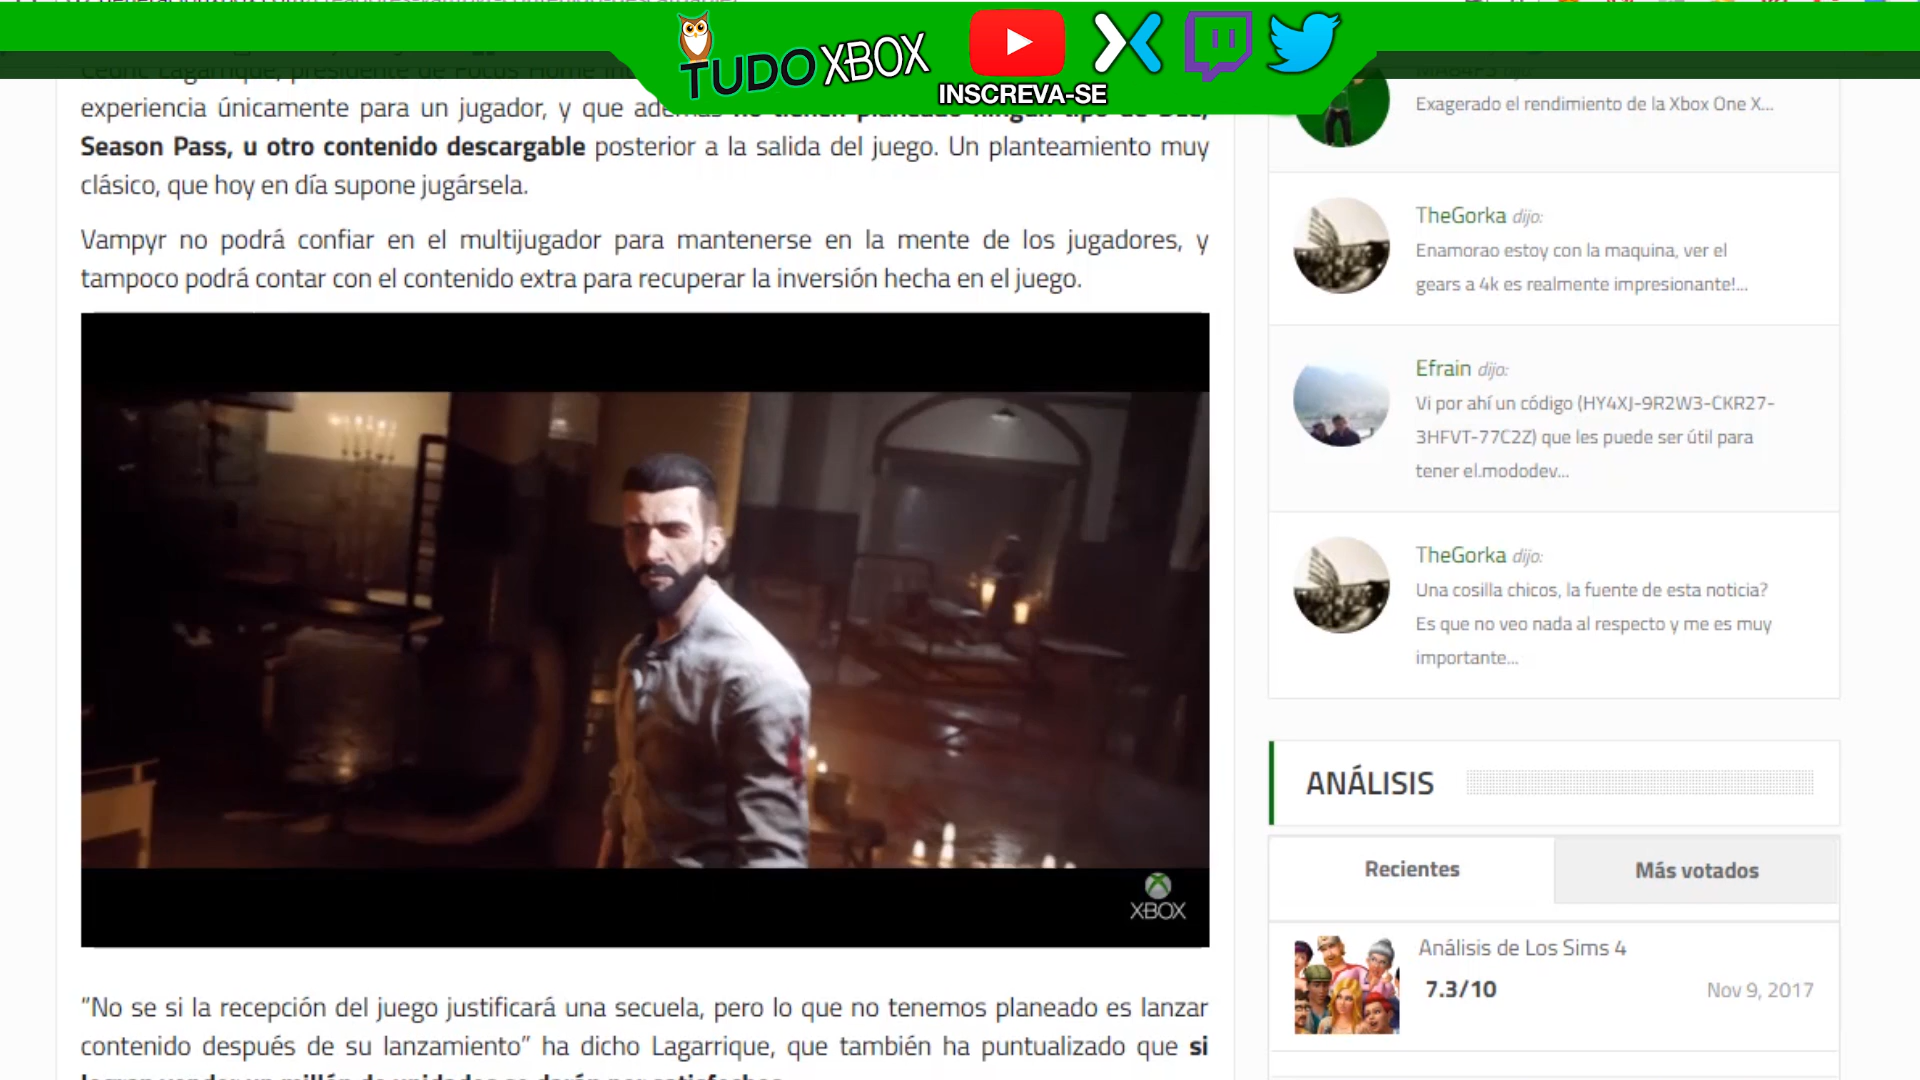 TUDO XBOX
INSCREVA-SE
experiencia únicamente para un jugador, y que
Season Pass, u otro contenido descargable posterior a la salida del juego. Un planteamiento muy
clásico, que hoy en día supone jugársela.
Vampyr no podrá confiar en el multijugador para mantenerse en la mente de los jugadores, y
tampoco podrá contar con el contenido extra para recuperar la inversión hecha en el juego.
XBOX
“No se si la recepción del juego justificará una secuela, pero lo que no tenemos planeado es lanzar
contenido después de su lanzamiento” ha dicho Lagarrique, que también ha puntualizado que si
Exagerado el rendimiento de la Xbox One X...
TheGorka dijo:
Enamorao estoy con la maquina, ver el
gears a 4k es realmente impresionante!...
Efrain dijo:
Vi por ahí un código (HY4XJ-9R2W3-CKR27-
3HFVT-77C2Z) que les puede ser útil para
tener el.mododev...
TheGorka dijo:
Una cosilla chicos, la fuente de esta noticia?
Es que no veo nada al respecto y me es muy
importante...
ANÁLISIS
Recientes
Más votados
Análisis de Los Sims 4
7.3/10
Nov 9, 2017